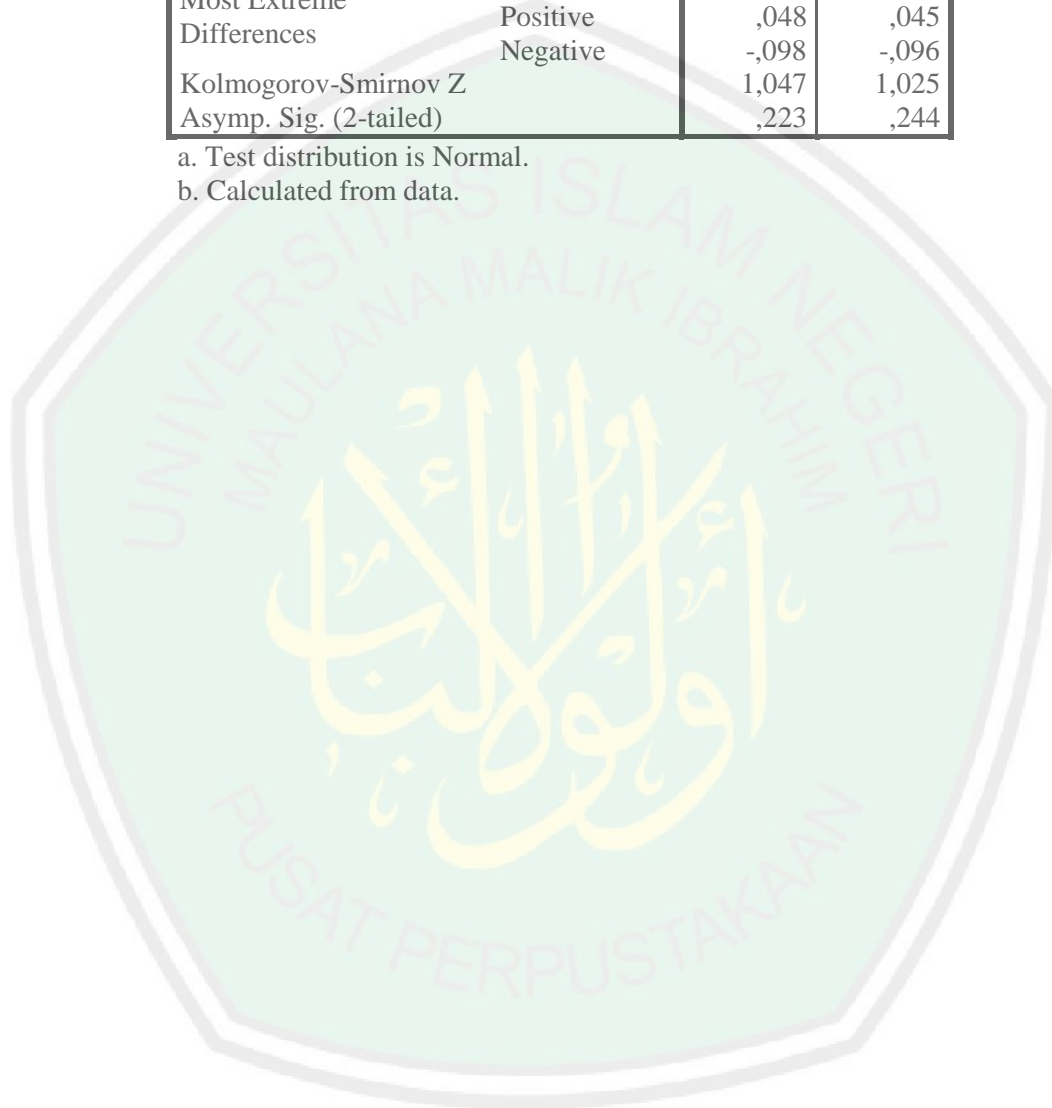 Most Extreme
Differences
Positive ,048 ,045
Negative -,098 -,096
Kolmogorov-Smirnov Z 1,047 1,025
Asymp. Sig. (2-tailed) ,223 ,244
a. Test distribution is Normal.
b. Calculated from data.
UNIVERSITAS ISLAM NEGERI
MAULANA MALIK IBRAHIM
PUSAT PERPUSTAKAAN